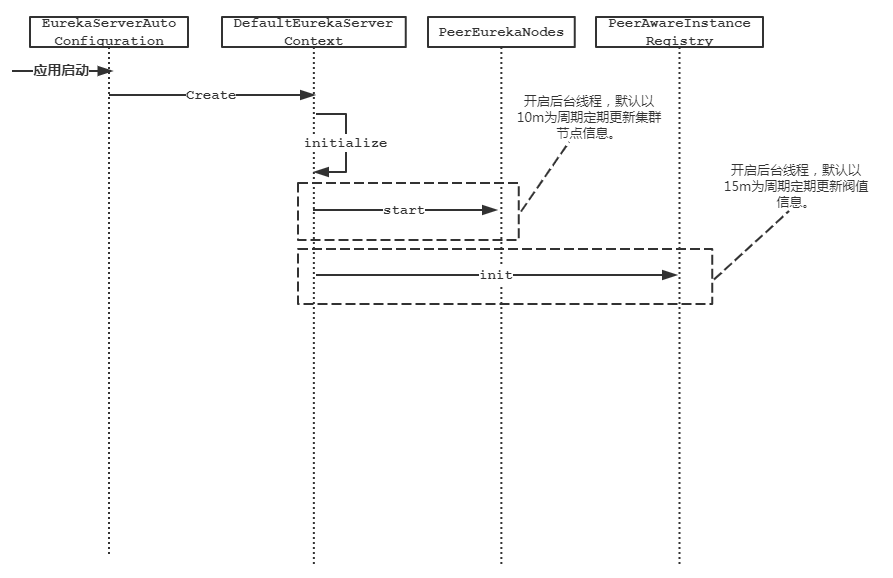 EurekaServerAuto
Configuration
DefaultEurekaServer
Context
PeerEurekaNodes
PeerAwareInstance
Registry
应用启动
Create
开启后台线程，默认以
10m为周期定期更新集群
节点信息。
initialize
开启后台线程，默认以
15m为周期定期更新阀值
信息。
start
init